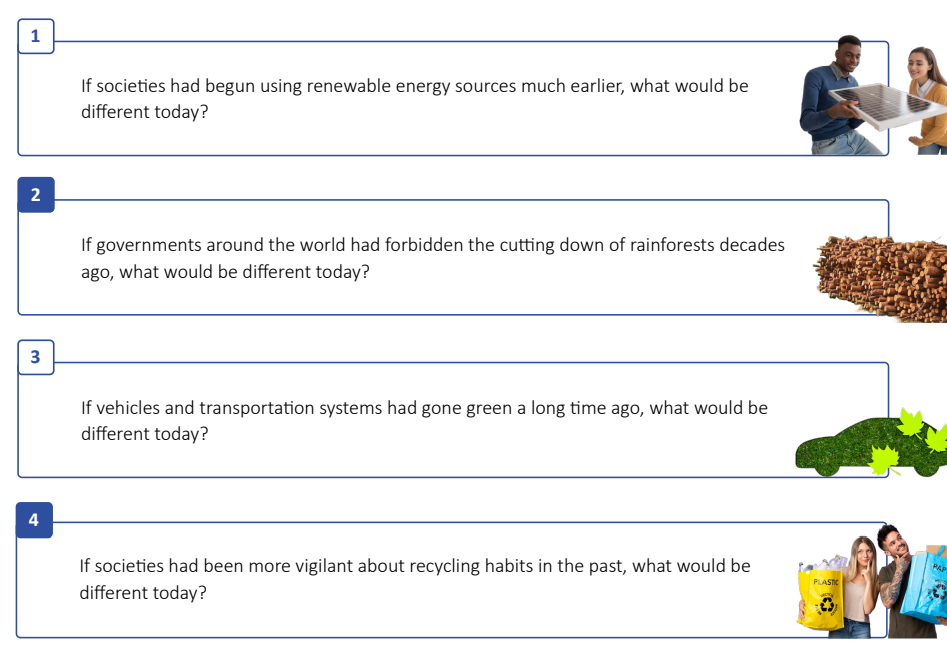 1
If societies had begun using renewable energy sources much earlier, what would be
different today?
2
If governments around the world had forbidden the cutting down of rainforests decades
ago, what would be different today?
3
If vehicles and transportation systems had gone green a long time ago, what would be
different today?
4
If societies had been more vigilant about recycling habits in the past, what would be
different today?
PLASTIC
PAP